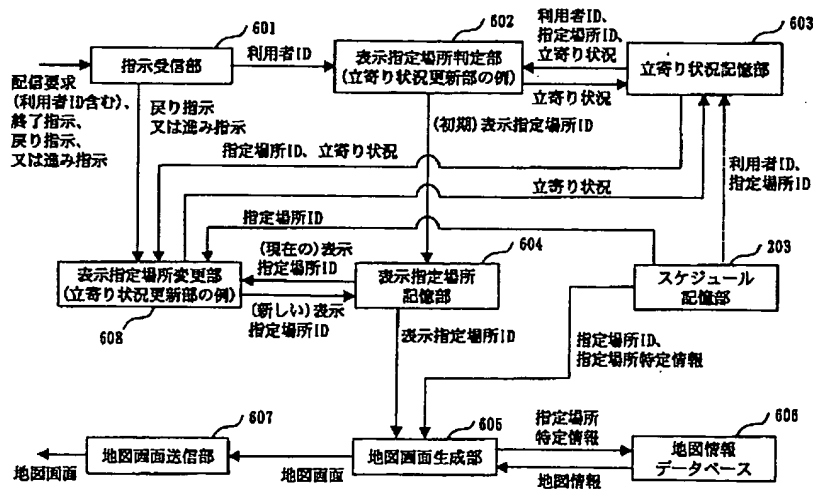 601
指示受信部
利用者ID
602
表示指定場所判定部
(立寄り状況更新部の例)
利用者ID、
指定場所ID、
立寄り状況
立寄り状況
603
立寄り状況記憶部
配信要求
(利用者ID含む)、
終了指示、
戻り指示、
又は進み指示
戻り指示
又は進み指示
(初期)表示指定場所ID
指定場所ID、立寄り状況
立寄り状況
利用者ID、
指定場所ID
指定場所ID
表示指定場所変更部
(立寄り状況更新部の例)
608
(現在の)表示
指定場所ID
(新しい)表示
指定場所ID
604
表示指定場所
記憶部
203
スケジュール
記憶部
表示指定場所ID
指定場所ID、
指定場所特定情報
607
地図画面送信部
地図画面
地図画面
605
地図画面生成部
指定場所
特定情報
地図情報
606
地図情報
データベース